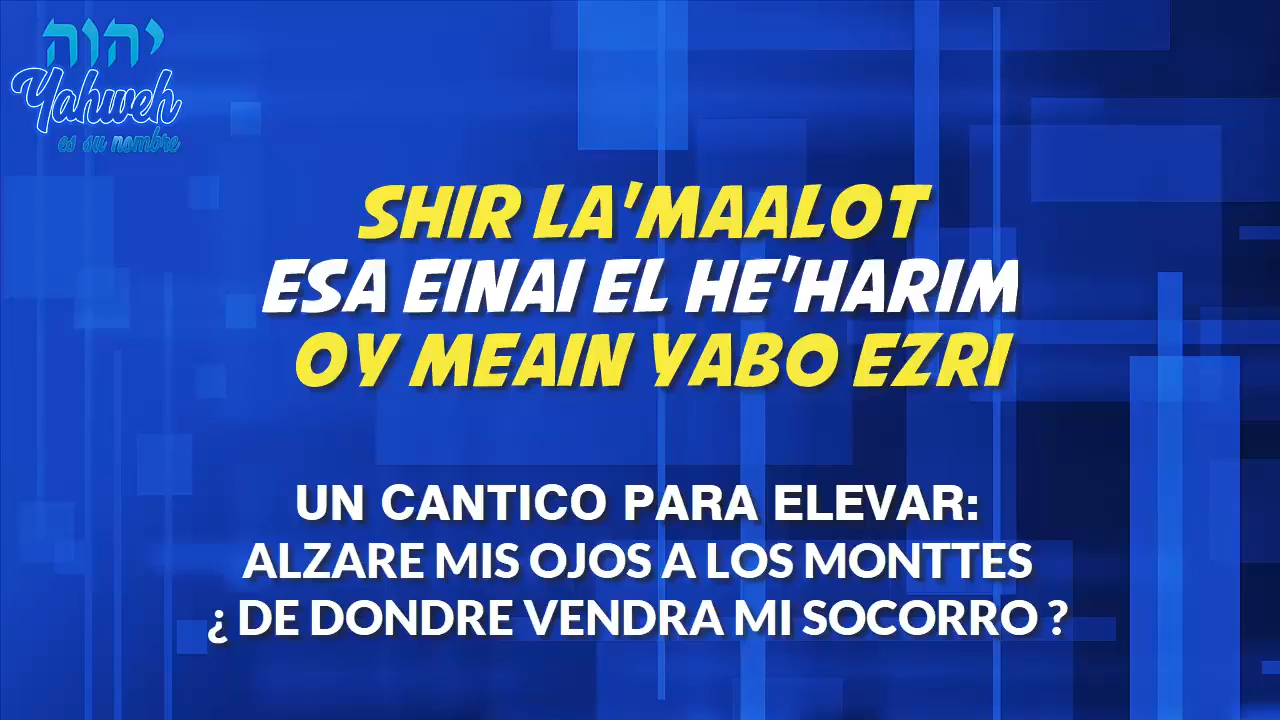 יהוה
Yahweh
es su nombre
SHIR LA'MAALOT
ESA EINAI EL HE'HARIM
OY MEAIN YABO EZRI
UN CANTICO PARA ELEVAR:
ALZARE MIS OJOS A LOS MONTTES
¿ DE DONDRE VENDRA MI SOCORRO ?